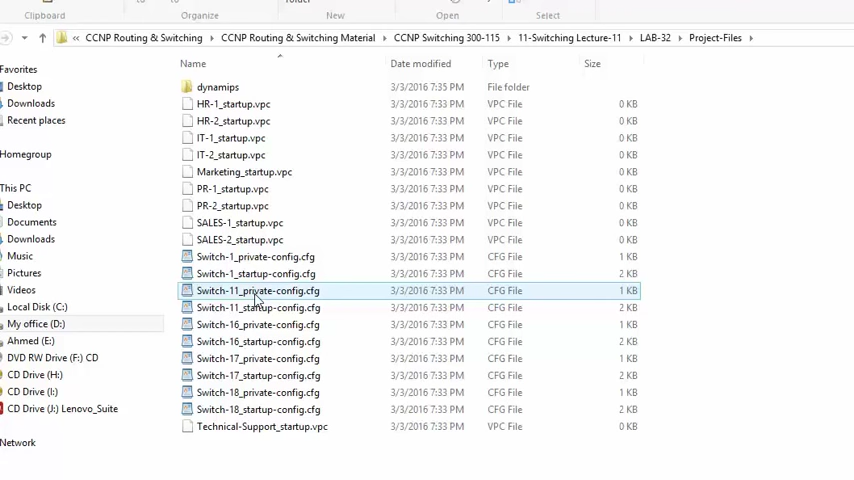 folder
Clipboard Organize New Open Select
« CCNP Routing & Switching › CCNP Routing & Switching Material › CCNP Switching 300-115 › 11-Switching Lecture-11 › LAB-32 › Project-Files ›
Name Date modified Type Size
Favorites
Desktop
Downloads
Recent places
Homegroup
This PC
Desktop
Documents
Downloads
Music
Pictures
Videos
Local Disk (C:)
My office (D:)
Ahmed (E:)
DVD RW Drive (F:) CD
CD Drive (H:)
CD Drive (I:)
CD Drive (J:) Lenovo_Suite
Network
dynamips 3/3/2016 7:35 PM File folder
HR-1_startup.vpc 3/3/2016 7:33 PM VPC File 0 KB
HR-2_startup.vpc 3/3/2016 7:33 PM VPC File 0 KB
IT-1_startup.vpc 3/3/2016 7:33 PM VPC File 0 KB
IT-2_startup.vpc 3/3/2016 7:33 PM VPC File 0 KB
Marketing_startup.vpc 3/3/2016 7:33 PM VPC File 0 KB
PR-1_startup.vpc 3/3/2016 7:33 PM VPC File 0 KB
PR-2_startup.vpc 3/3/2016 7:33 PM VPC File 0 KB
SALES-1_startup.vpc 3/3/2016 7:33 PM VPC File 0 KB
SALES-2_startup.vpc 3/3/2016 7:33 PM VPC File 0 KB
Switch-1_private-config.cfg 3/3/2016 7:33 PM CFG File 1 KB
Switch-1_startup-config.cfg 3/3/2016 7:33 PM CFG File 2 KB
Switch-11_private-config.cfg 3/3/2016 7:33 PM CFG File 1 KB
Switch-11_startup-config.cfg 3/3/2016 7:33 PM CFG File 2 KB
Switch-16_private-config.cfg 3/3/2016 7:33 PM CFG File 1 KB
Switch-16_startup-config.cfg 3/3/2016 7:33 PM CFG File 2 KB
Switch-17_private-config.cfg 3/3/2016 7:33 PM CFG File 1 KB
Switch-17_startup-config.cfg 3/3/2016 7:33 PM CFG File 2 KB
Switch-18_private-config.cfg 3/3/2016 7:33 PM CFG File 1 KB
Switch-18_startup-config.cfg 3/3/2016 7:33 PM CFG File 2 KB
Technical-Support_startup.vpc 3/3/2016 7:33 PM VPC File 0 KB